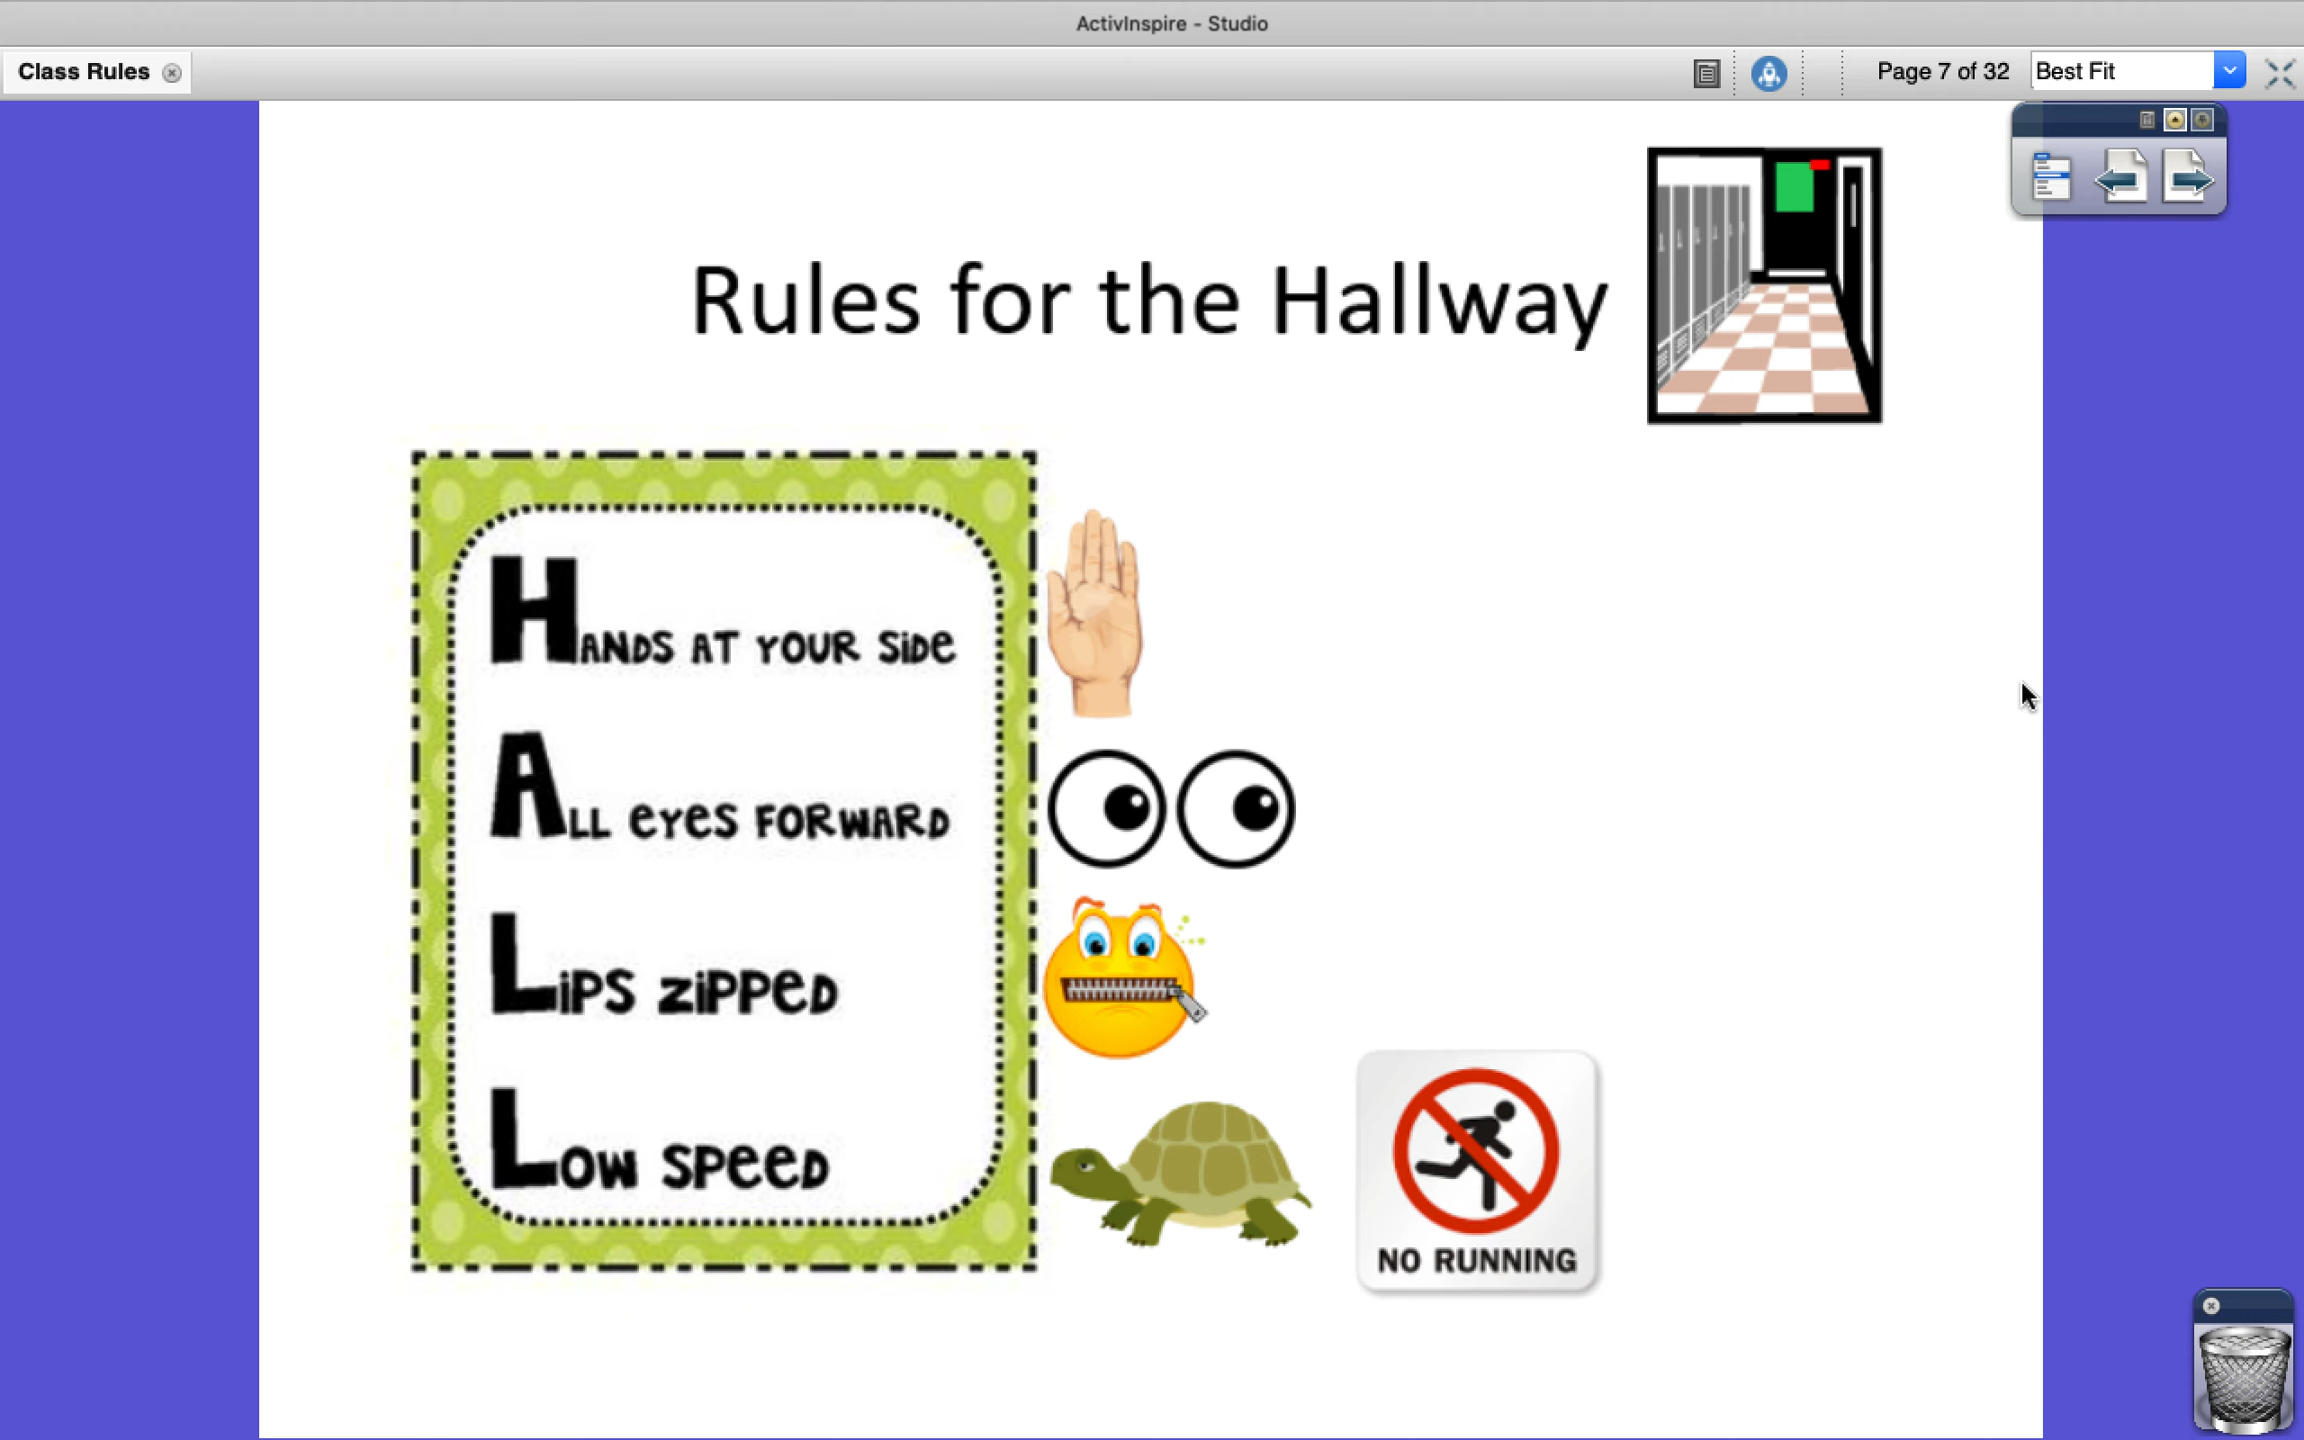 ActivInspire - Studio
Class Rules
Page 7 of 32
Best Fit
Rules for the Hallway
HANDS AT YOUR SiDe
ALL eYeS FORWARD
LiPS ZiPPeD
LOW SPeeD
NO RUNNING